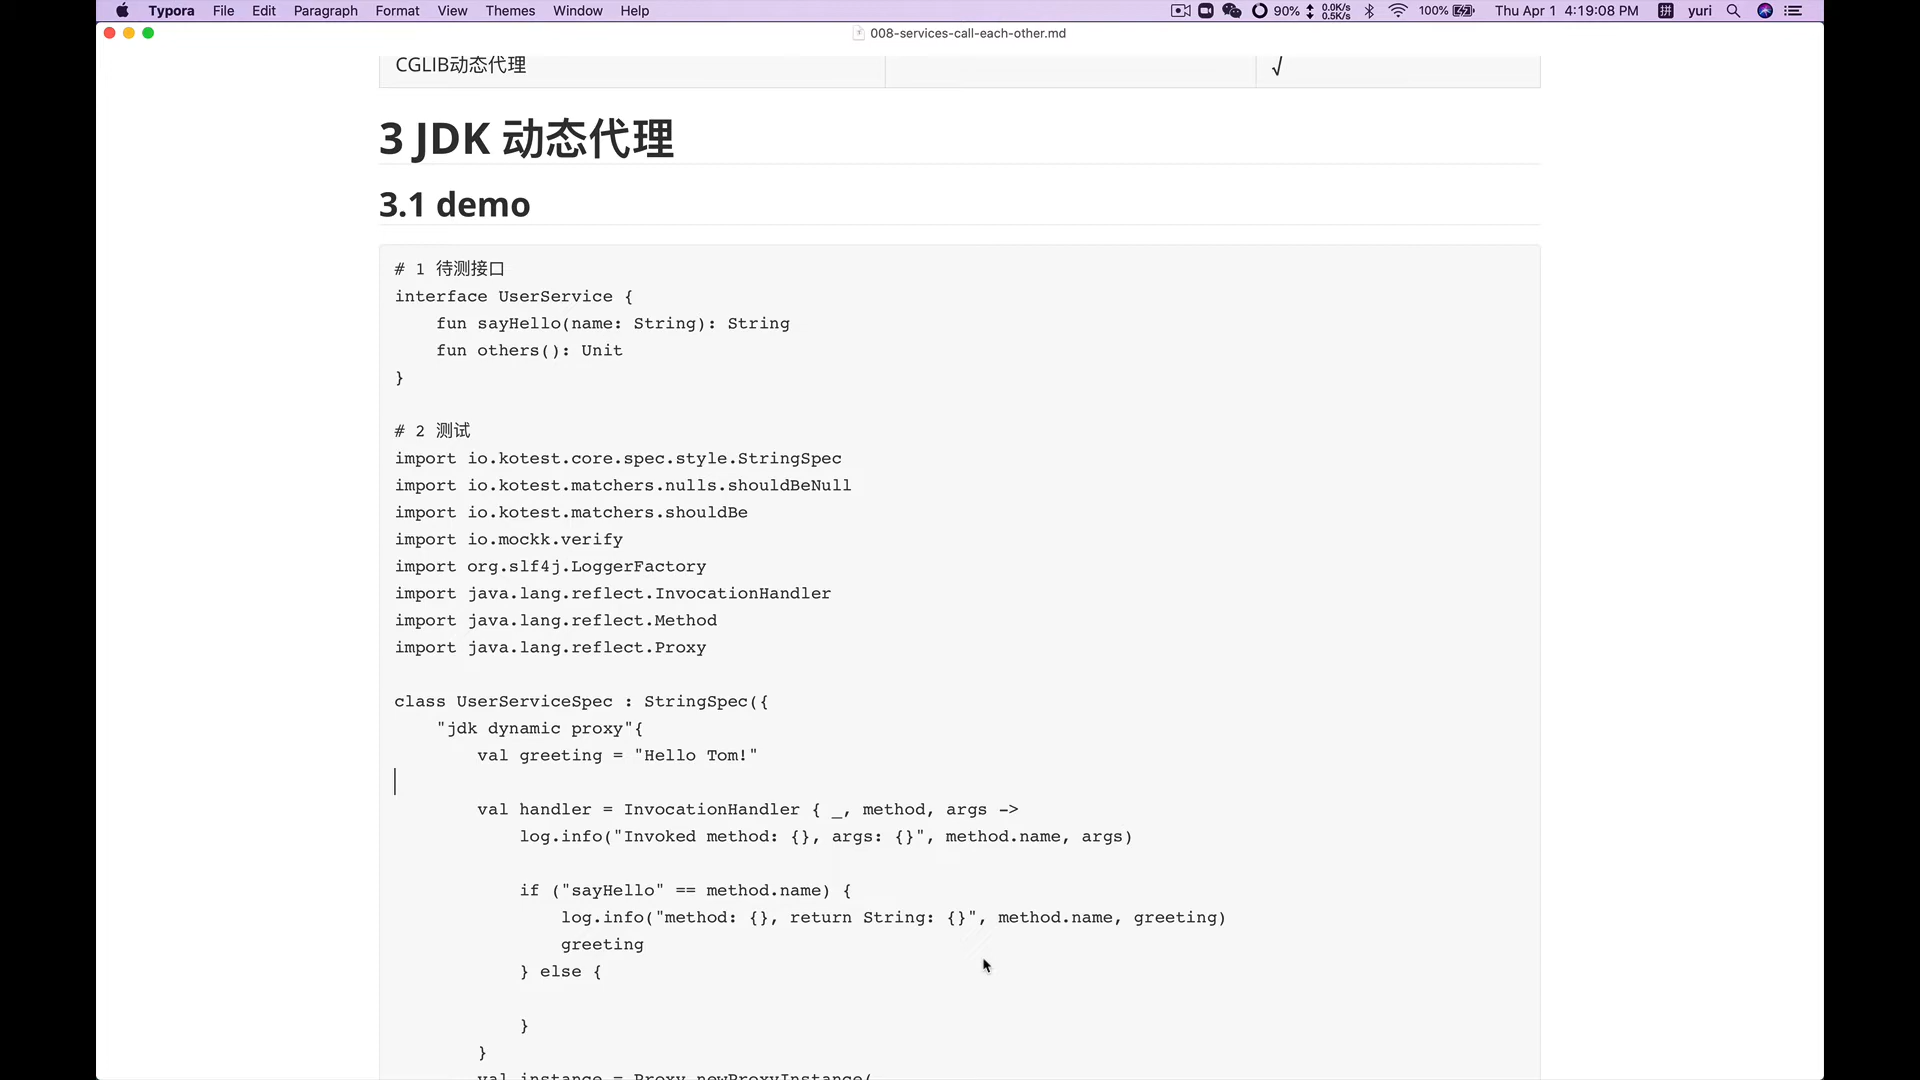 Typora File Edit Paragraph Format View Themes Window Help 90% 0.0K/s 0.5K/s 100% Thu Apr 1 4:19:08 PM 拼 yuri
008-services-call-each-other.md
CGLIB动态代理 √
3 JDK 动态代理
3.1 demo
# 1 待测接口
interface UserService {
    fun sayHello(name: String): String
    fun others(): Unit
}
# 2 测试
import io.kotest.core.spec.style.StringSpec
import io.kotest.matchers.nulls.shouldBeNull
import io.kotest.matchers.shouldBe
import io.mockk.verify
import org.slf4j.LoggerFactory
import java.lang.reflect.InvocationHandler
import java.lang.reflect.Method
import java.lang.reflect.Proxy
class UserServiceSpec : StringSpec({
    "jdk dynamic proxy"{
        val greeting = "Hello Tom!"
        val handler = InvocationHandler { _, method, args ->
            log.info("Invoked method: {}, args: {}", method.name, args)
            if ("sayHello" == method.name) {
                log.info("method: {}, return String: {}", method.name, greeting)
                greeting
            } else {
            }
        }
        val instance = Proxy.newProxyInstance(